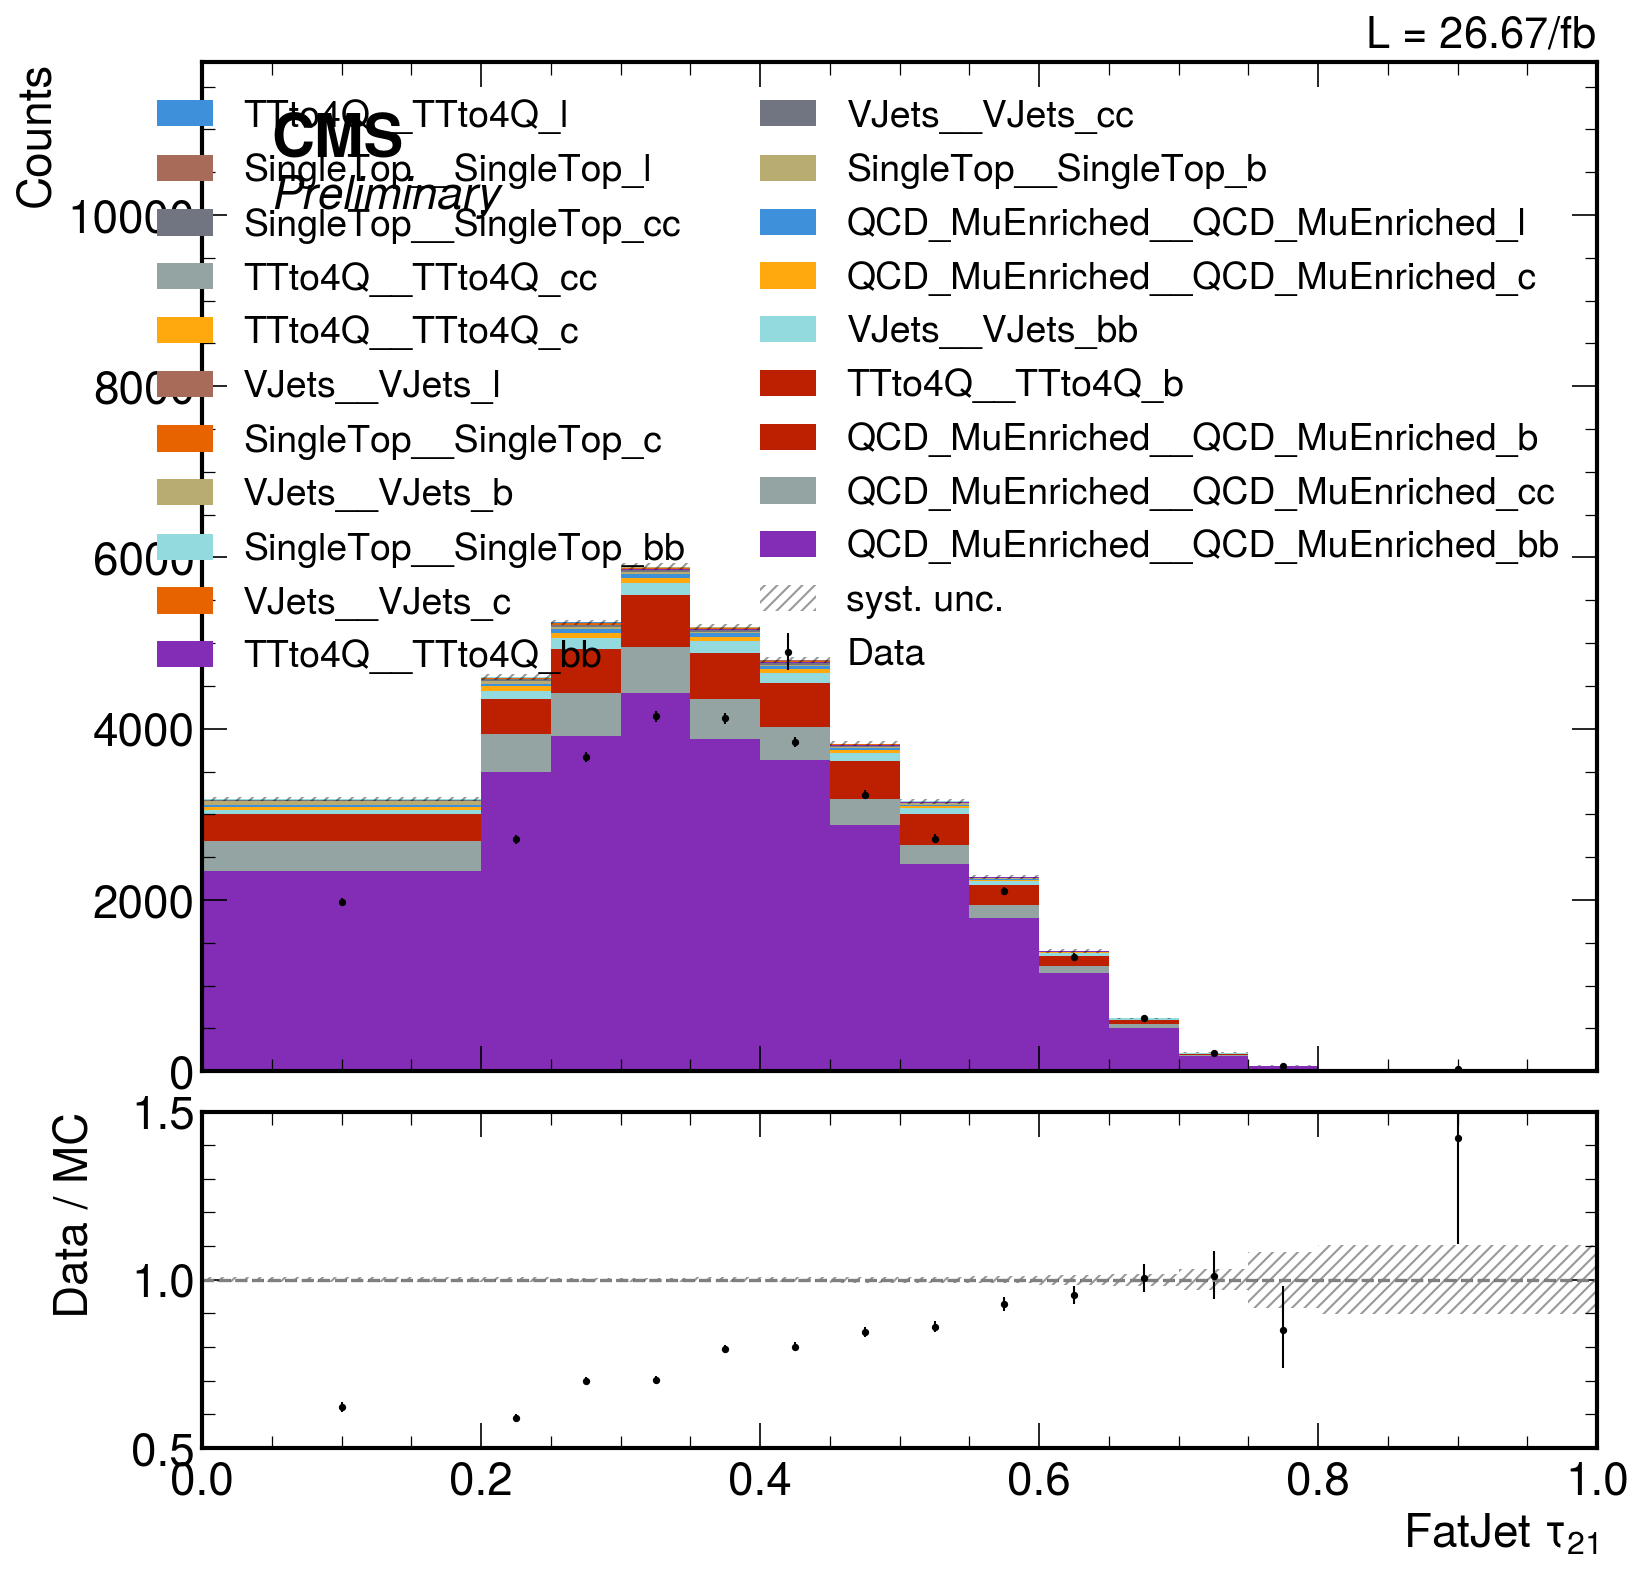 L = 26.67/fb
Counts
CMS
Preliminary
TTto4Q__TTto4Q_l
SingleTop__SingleTop_l
SingleTop__SingleTop_cc
TTto4Q__TTto4Q_cc
TTto4Q__TTto4Q_c
VJets__VJets_l
SingleTop__SingleTop_c
VJets__VJets_b
SingleTop__SingleTop_bb
VJets__VJets_c
TTto4Q__TTto4Q_bb
VJets__VJets_cc
SingleTop__SingleTop_b
QCD_MuEnriched__QCD_MuEnriched_l
QCD_MuEnriched__QCD_MuEnriched_c
VJets__VJets_bb
TTto4Q__TTto4Q_b
QCD_MuEnriched__QCD_MuEnriched_b
QCD_MuEnriched__QCD_MuEnriched_cc
QCD_MuEnriched__QCD_MuEnriched_bb
syst. unc.
Data
10000
8000
6000
4000
2000
0
Data / MC
1.5
1.0
0.5
0.0 0.2 0.4 0.6 0.8 1.0
FatJet τ21